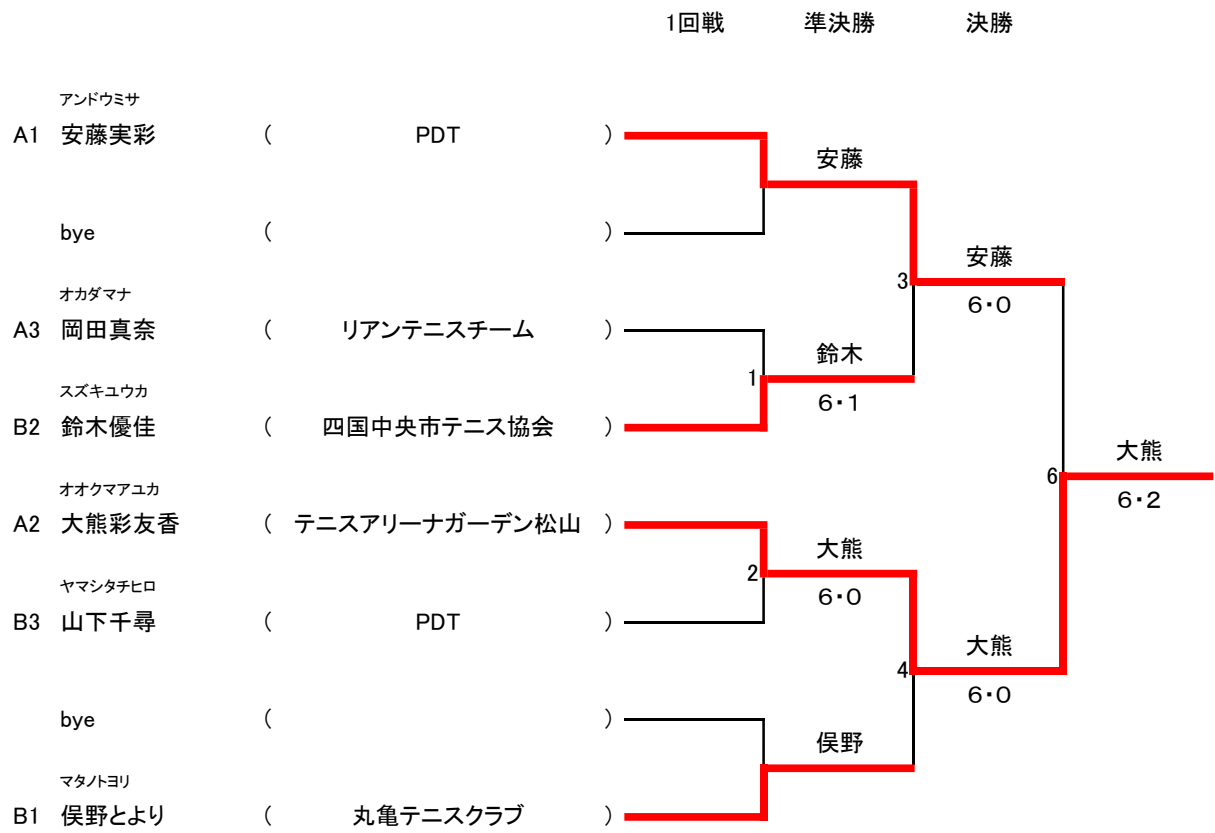 1回戦 準決勝 決勝
アンドウミサ
A1 安藤実彩 ( PDT )
安藤
bye ( )
安藤
3
6・0
オカダマナ
A3 岡田真奈 ( リアンテニスチーム )
鈴木
1
6・1
スズキユウカ
B2 鈴木優佳 ( 四国中央市テニス協会 )
大熊
6
6・2
オオクマアユカ
A2 大熊彩友香 ( テニスアリーナガーデン松山 )
大熊
2
6・0
ヤマシタチヒロ
B3 山下千尋 ( PDT )
大熊
4
6・0
bye ( )
俣野
マタノトヨリ
B1 俣野とより ( 丸亀テニスクラブ )